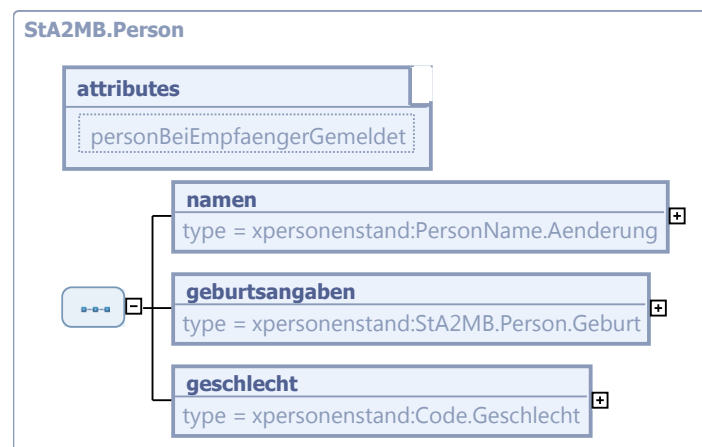 StA2MB.Person
attributes
personBeiEmpfaengerGemeldet
namen
type = xpersonenstand:PersonName.Aenderung
geburtsangaben
type = xpersonenstand:StA2MB.Person.Geburt
geschlecht
type = xpersonenstand:Code.Geschlecht